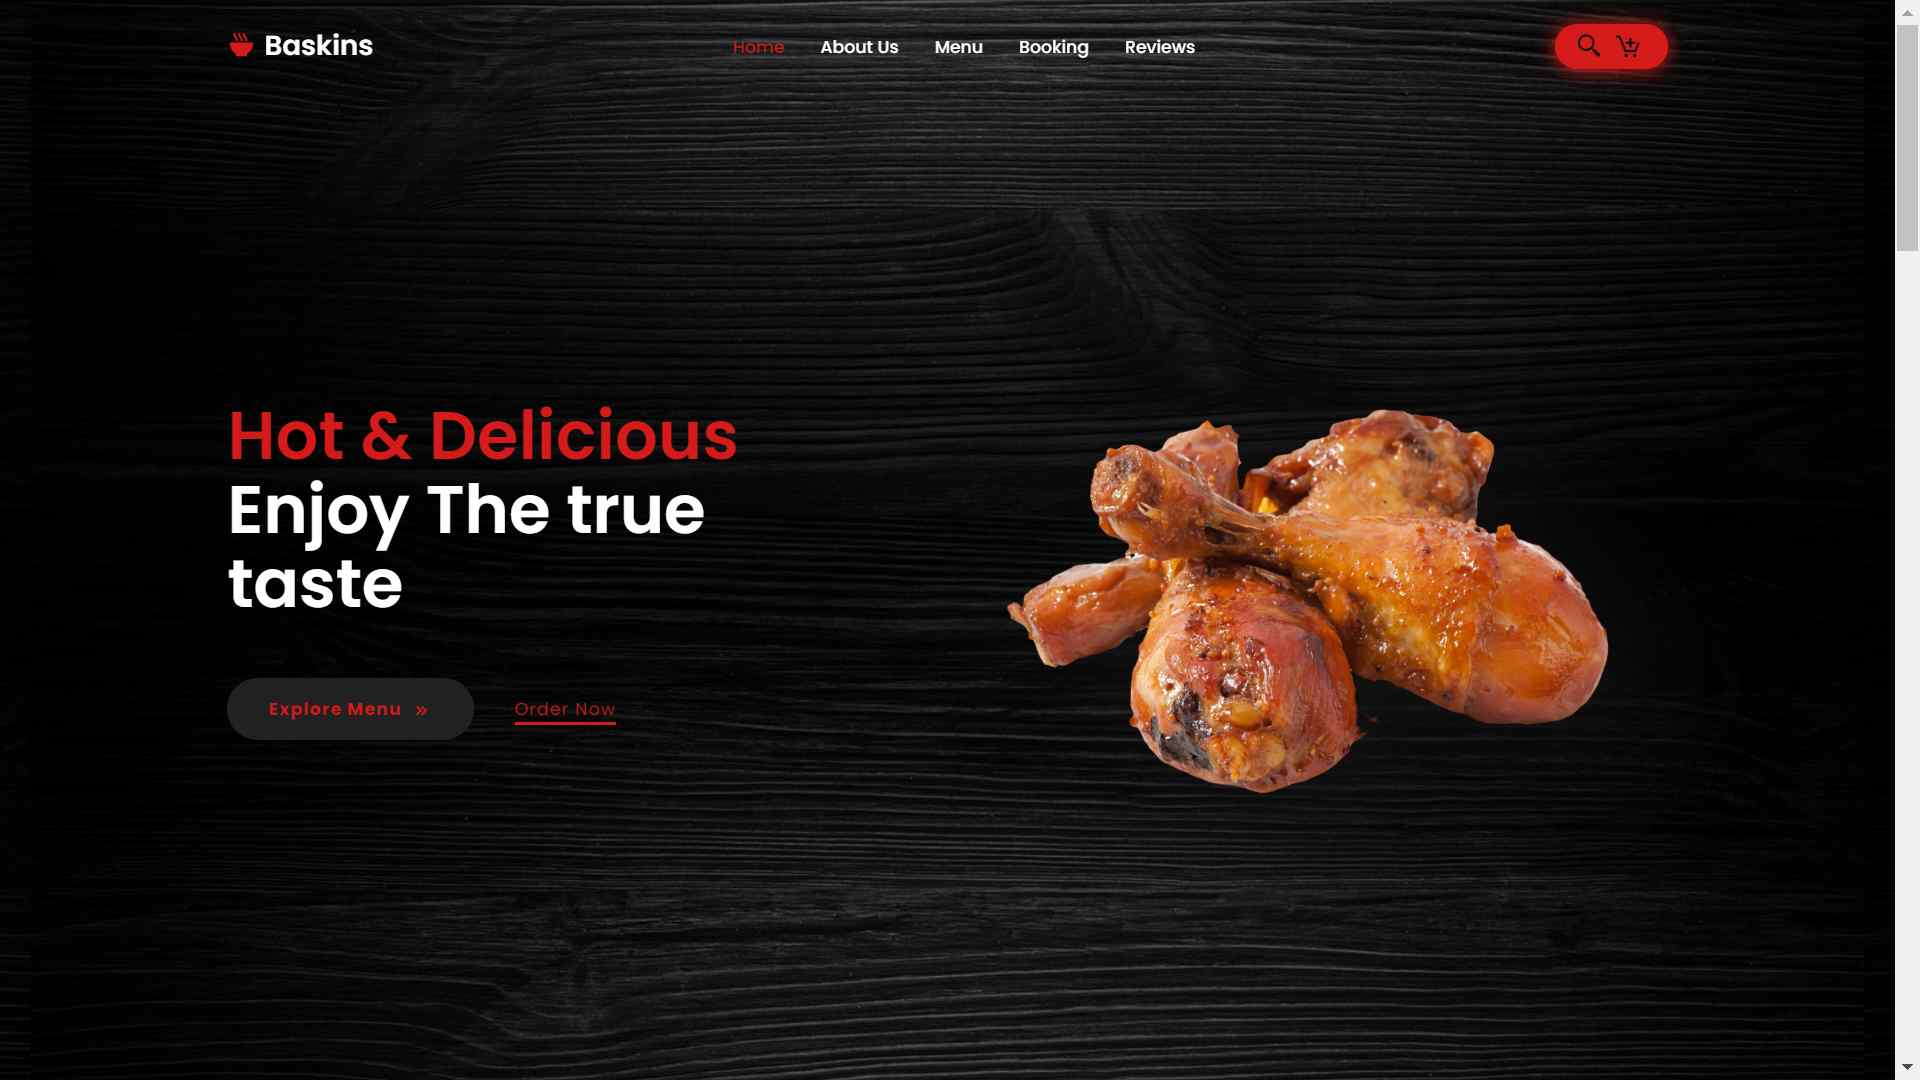 Baskins
Home About Us Menu Booking Reviews
Hot & Delicious
Enjoy The true
taste
Explore Menu »
Order Now